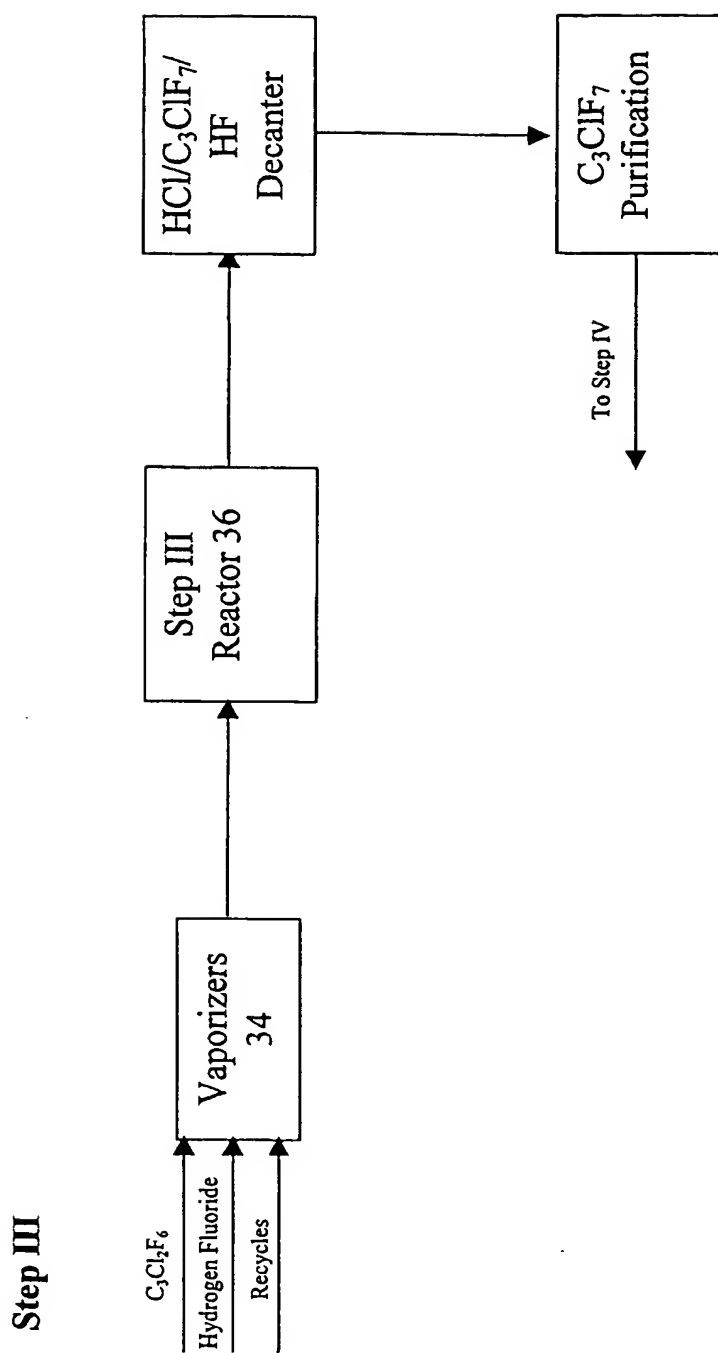 Step III
C₃Cl₂F₆
Hydrogen Fluoride
Recycles
Vaporizers
34
Step III
Reactor 36
HCl/C₃ClF₇/
HF
Decanter
C₃ClF₇
Purification
To Step IV